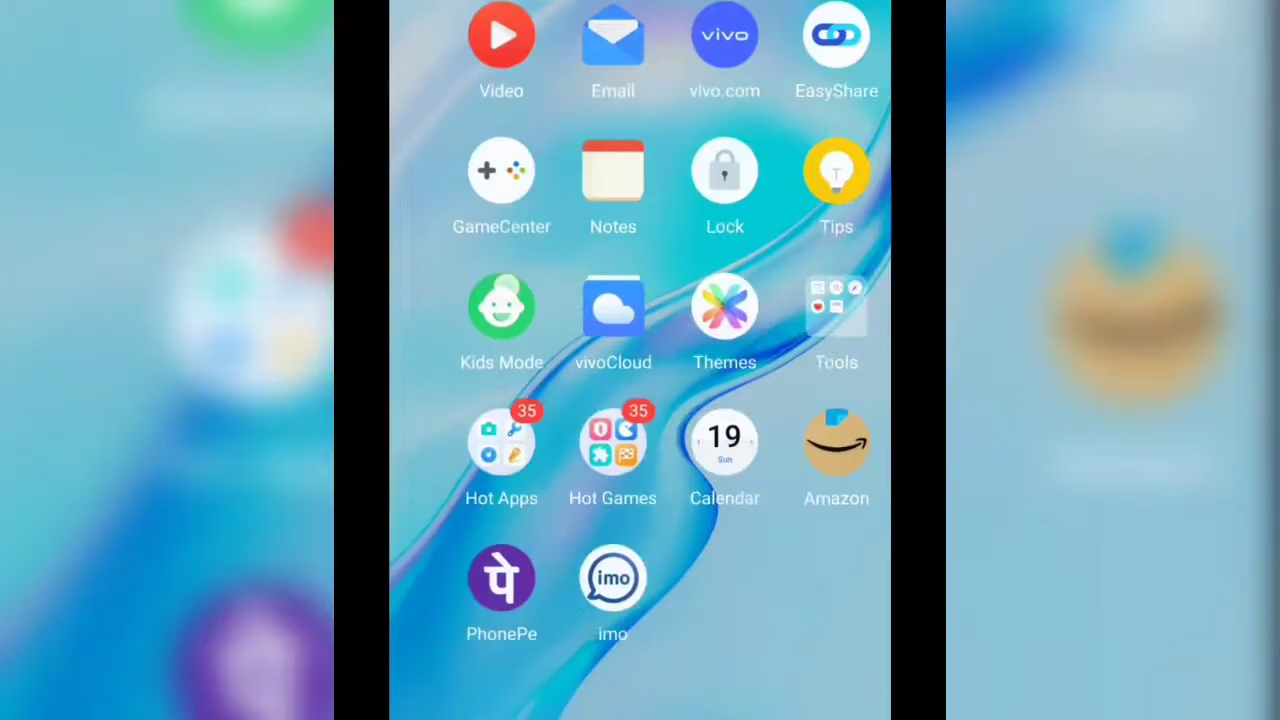 vivo
Video
Email
vivo.com
EasyShare
T
GameCenter
Notes
Lock
Tips
Kids Mode
vivoCloud
Themes
Tools
35
35
19
Sun
Hot Apps
Hot Games
Calendar
Amazon
पे
imo
PhonePe
imo